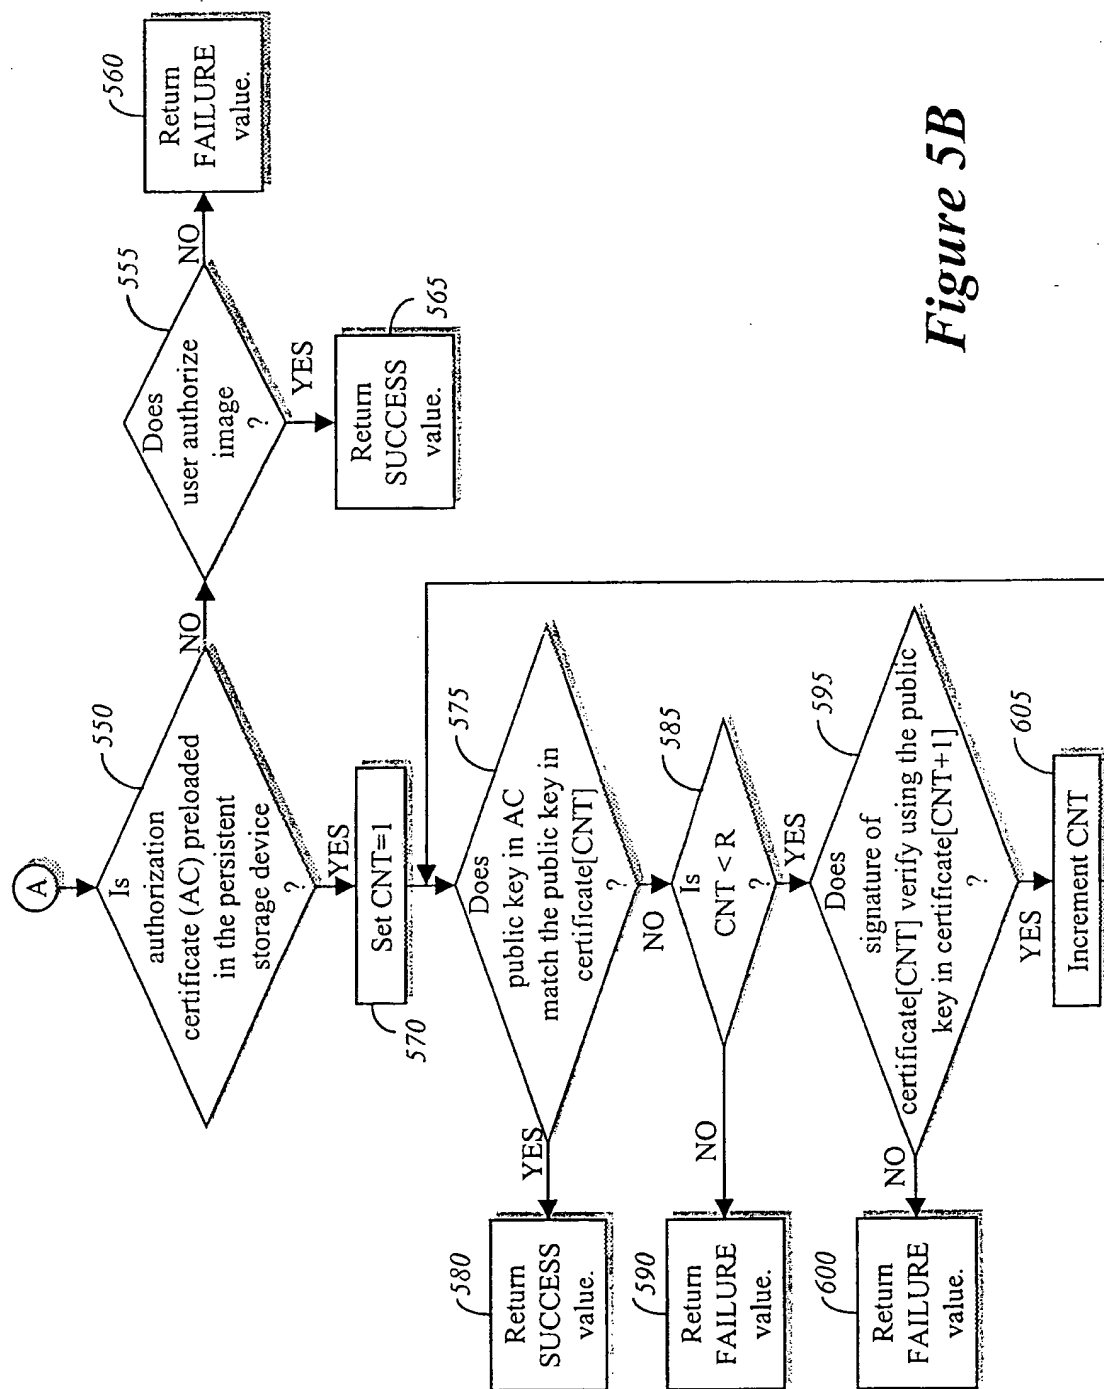 A
550
Is
authorization
certificate (AC) preloaded
in the persistent
storage device
?
NO
YES
555
Does
user authorize
image
?
NO
YES
560
Return
FAILURE
value.
565
Return
SUCCESS
value.
Set CNT=1
570
575
Does
public key in AC
match the public key in
certificate[CNT]
?
YES
NO
580
Return
SUCCESS
value.
585
Is
CNT < R
?
NO
YES
590
Return
FAILURE
value.
595
Does
signature of
certificate[CNT] verify using the public
key in certificate[CNT+1]
?
NO
YES
600
Return
FAILURE
value.
605
Increment CNT
Figure 5B